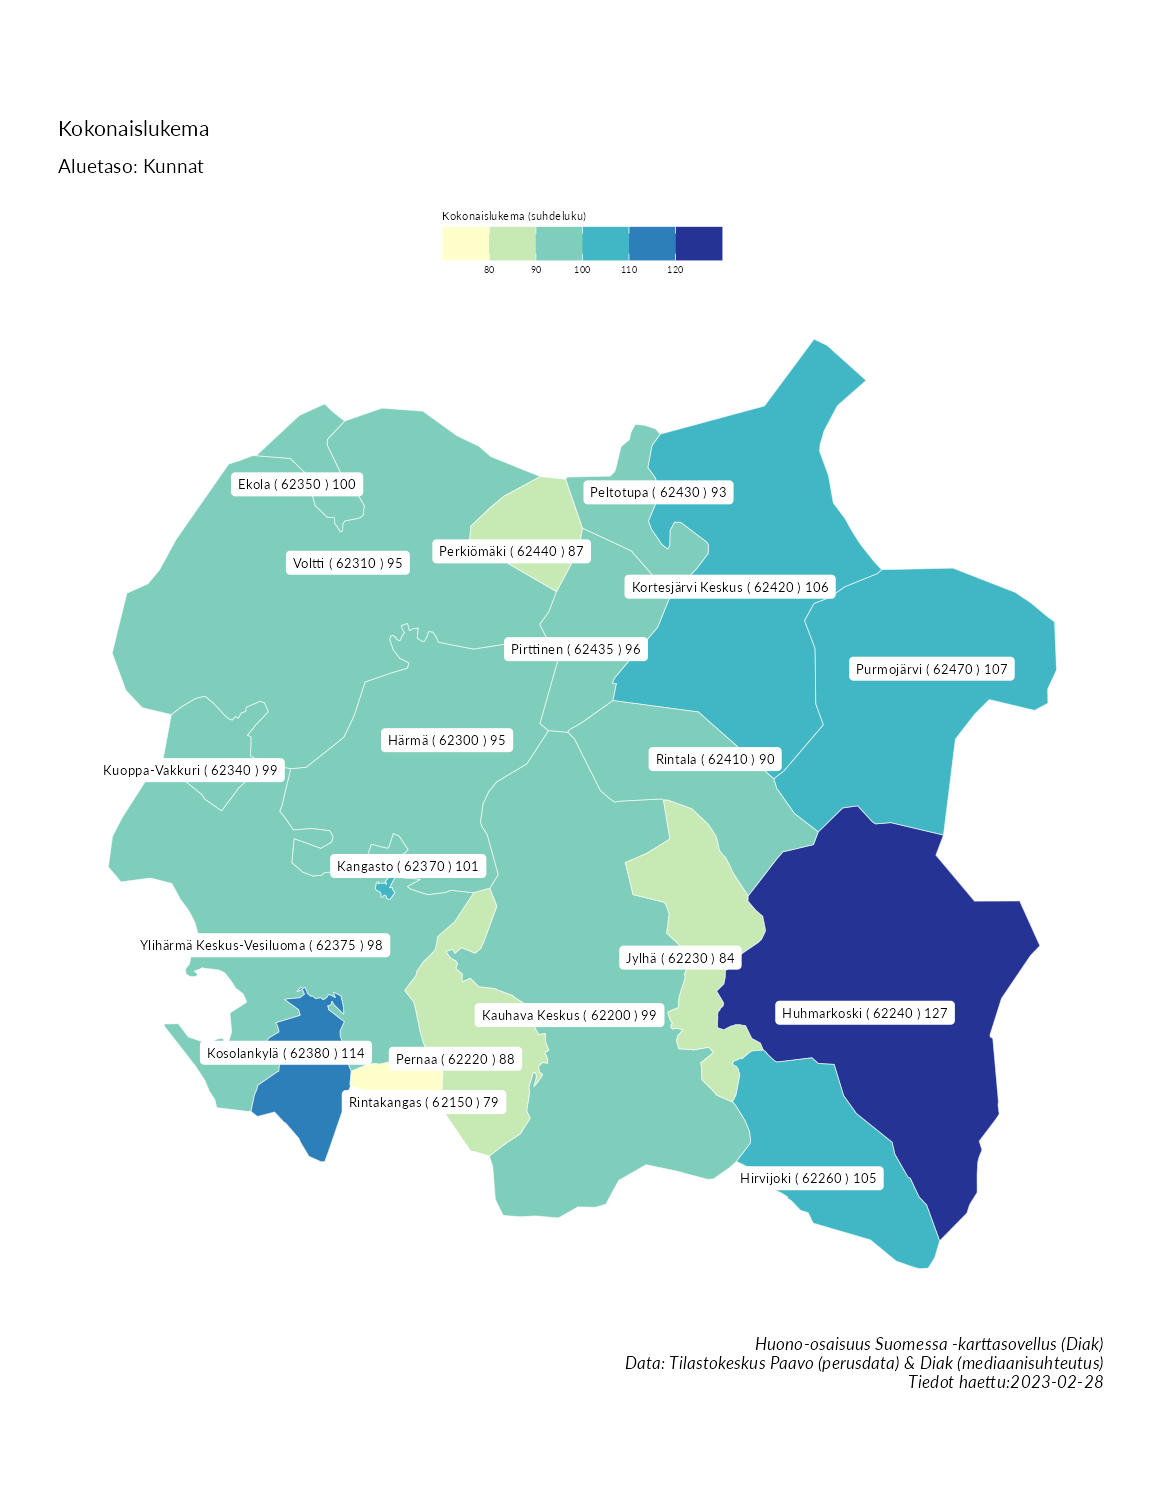 Kokonaislukema
Aluetaso: Kunnat
Kokonaislukema (suhdeluku)
80 90 100 110 120
Ekola ( 62350 ) 100
Peltotupa ( 62430 ) 93
Perkiömäki ( 62440 ) 87
Voltti ( 62310 ) 95
Kortesjärvi Keskus ( 62420 ) 106
Pirttinen ( 62435 ) 96
Purmojärvi ( 62470 ) 107
Härmä ( 62300 ) 95
Rintala ( 62410 ) 90
Kuoppa-Vakkuri ( 62340 ) 99
Kangasto ( 62370 ) 101
Ylihärmä Keskus-Vesiluoma ( 62375 ) 98
Jylhä ( 62230 ) 84
Huhmarkoski ( 62240 ) 127
Kauhava Keskus ( 62200 ) 99
Kosolankylä ( 62380 ) 114
Pernaa ( 62220 ) 88
Rintakangas ( 62150 ) 79
Hirvijoki ( 62260 ) 105
Huono-osaisuus Suomessa -karttasovellus (Diak)
Data: Tilastokeskus Paavo (perusdata) & Diak (mediaanisuhteutus)
Tiedot haettu:2023-02-28